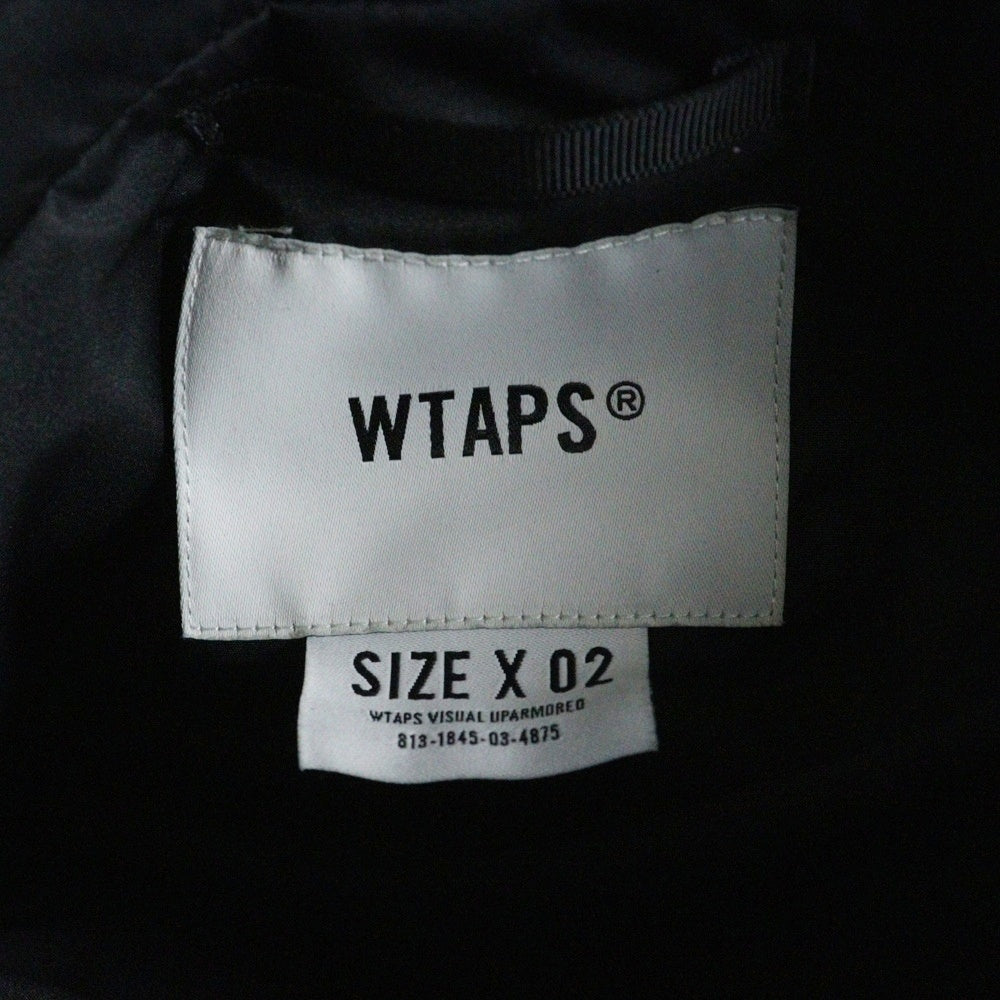 WTAPS®
SIZE X 02
WTAPS VISUAL UPARMORED
813-1845-03-4875